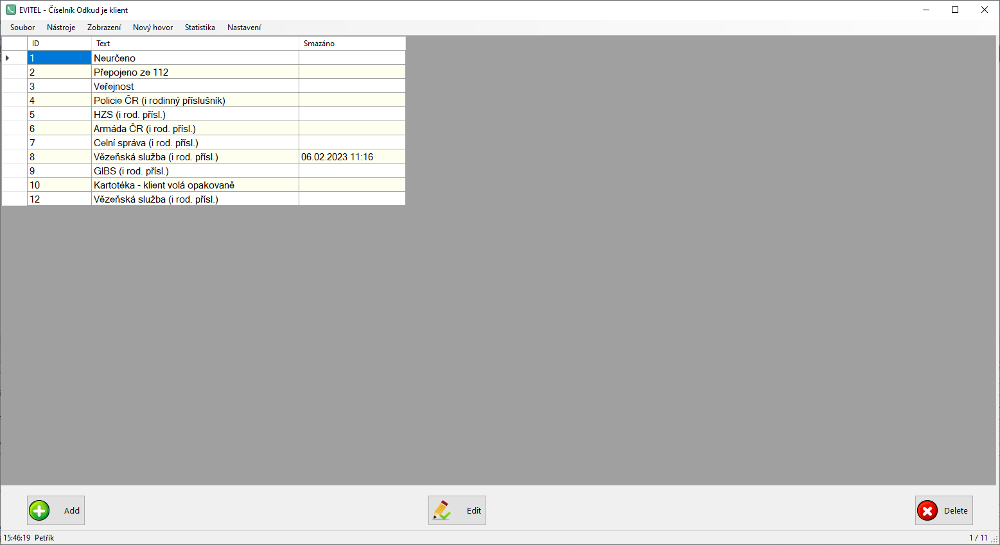 EVITEL - Číselník Odkud je klient
Soubor Nástroje Zobrazení Nový hovor Statistika Nastavení
ID Text Smazáno
1 Neurčeno
2 Přepojeno ze 112
3 Veřejnost
4 Policie ČR (i rodinný příslušník)
5 HZS (i rod. přísl.)
6 Armáda ČR (i rod. přísl.)
7 Celní správa (i rod. přísl.)
8 Vězeňská služba (i rod. přísl.) 06.02.2023 11:16
9 GIBS (i rod. přísl.)
10 Kartotéka - klient volá opakovaně
12 Vězeňská služba (i rod. přísl.)
Add Edit Delete
15:46:19 Petřík 1 / 11